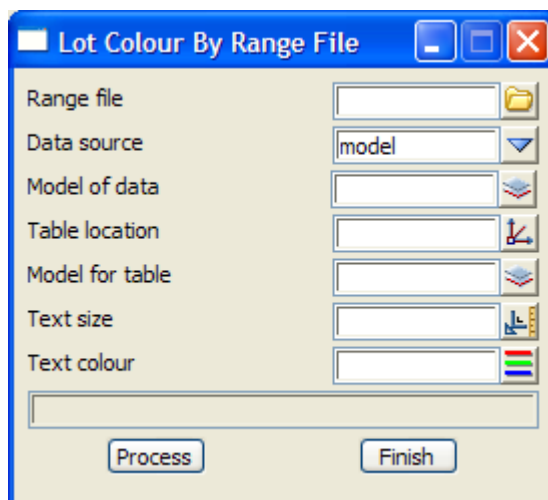 Lot Colour By Range File
Range file
Data source model
Model of data
Table location
Model for table
Text size
Text colour
Process Finish